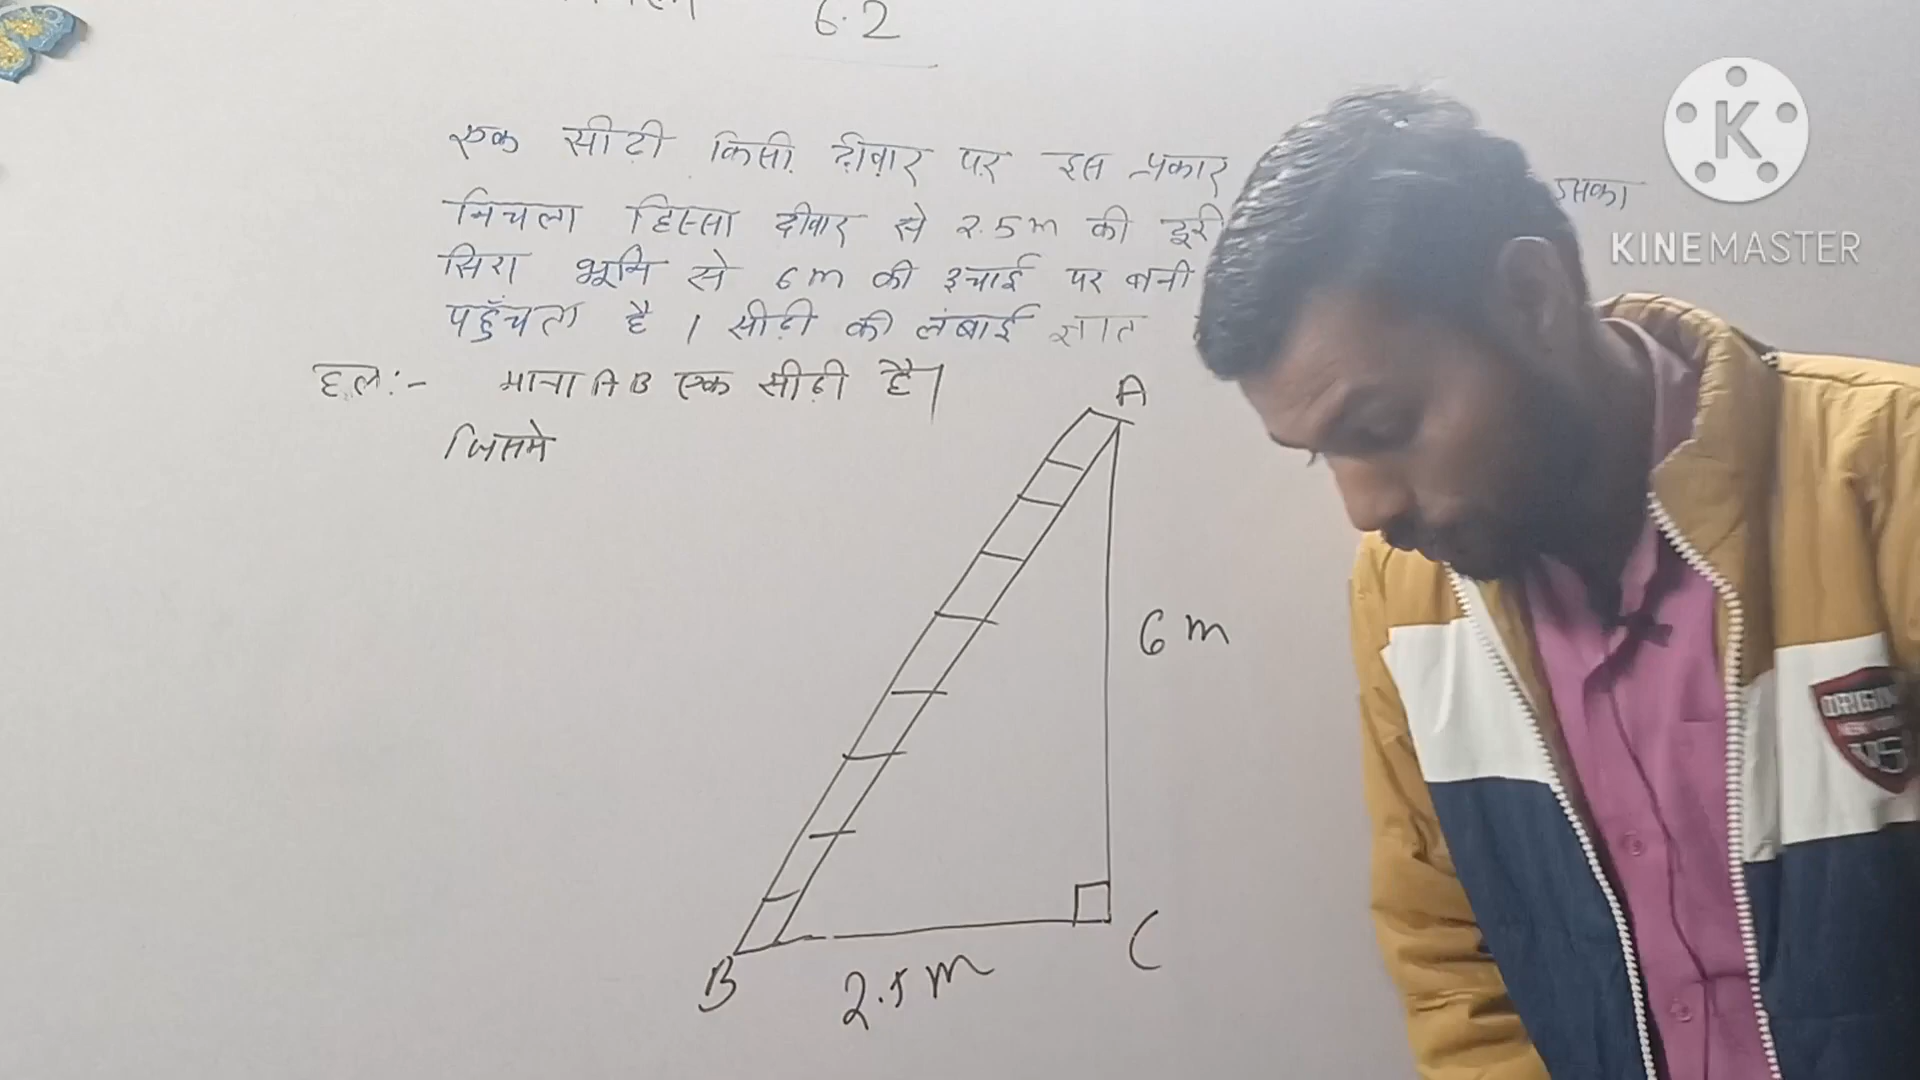 6.2
एक सीढ़ी किसी दीवार पर इस प्रकार
उसका
निचला हिस्सा दीवार से 2.5m की दूरी
सिरा भूमि से 6m की ऊंचाई पर बनी
पहुँचता है । सीढ़ी की लंबाई ज्ञात
हल:- माना AB एक सीढ़ी है।
जिसमे
A
6 m
B
C
2.5 m
K
KINEMASTER
ORIGIN